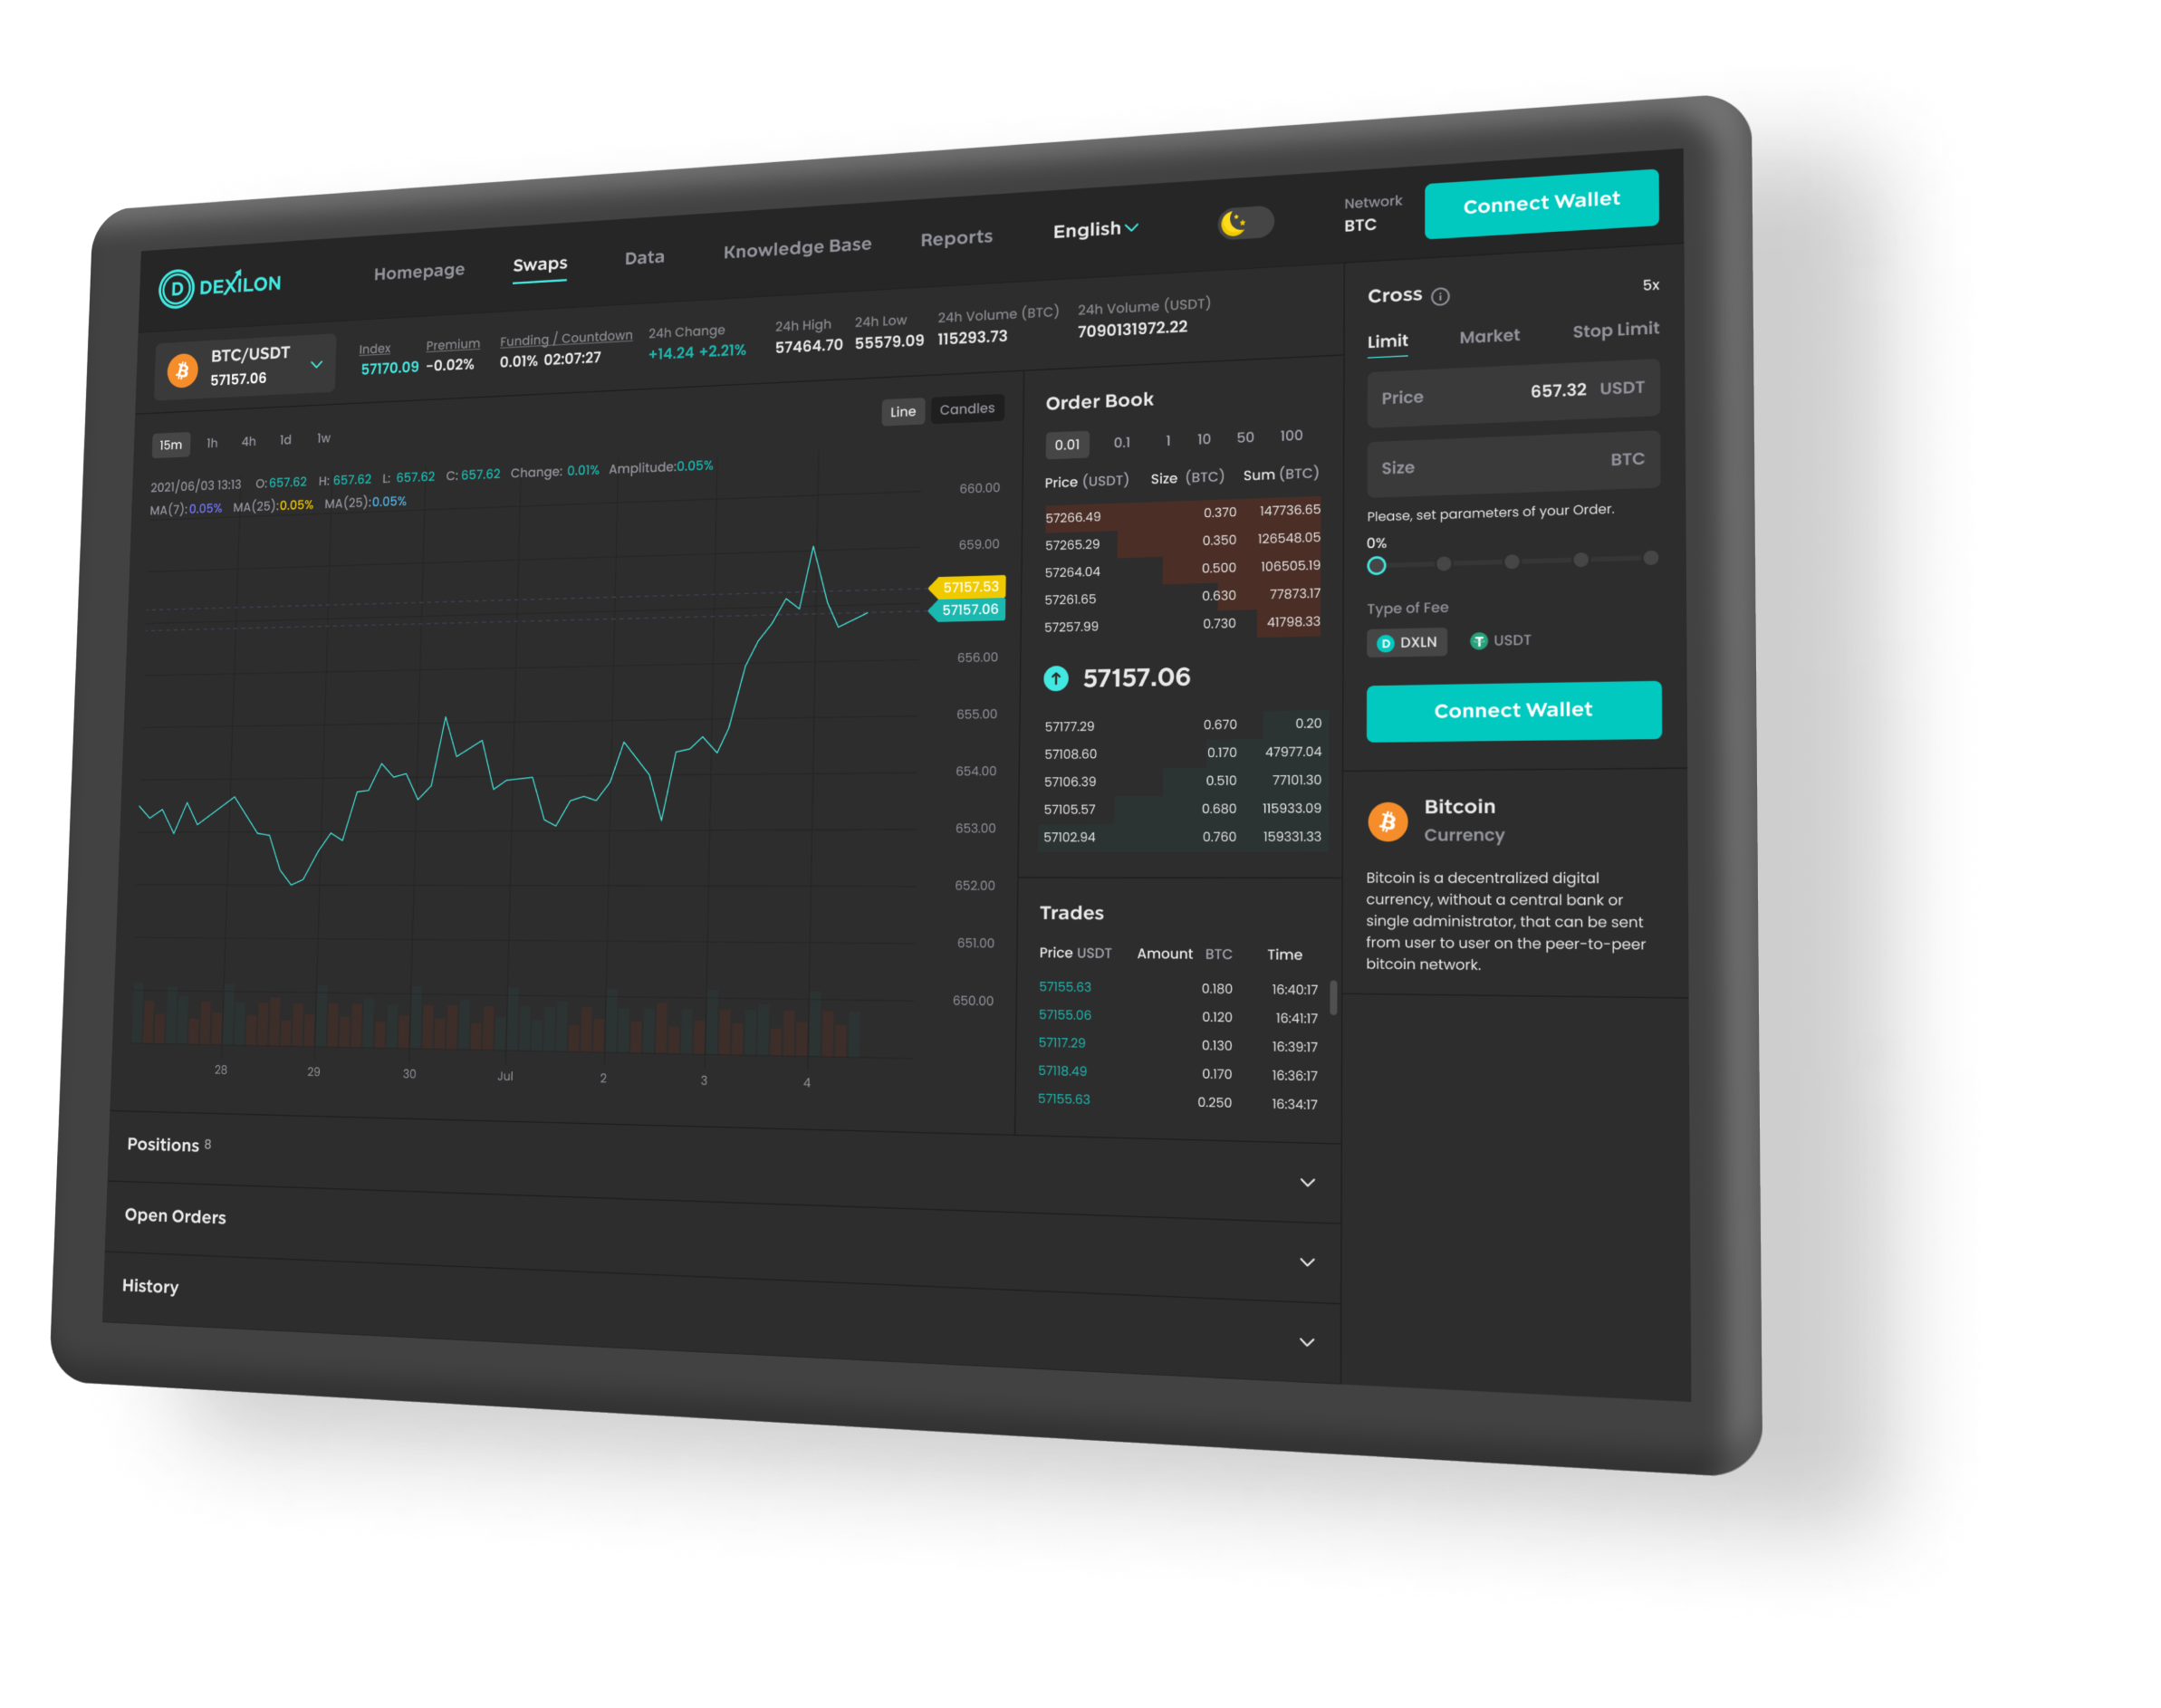 DEXILON
Homepage
Swaps
Data
Knowledge Base
Reports
English
Network
BTC
Connect Wallet
BTC/USDT
57157.06
Index
57170.09
Premium
-0.02%
Funding / Countdown
0.01% 02:07:27
24h Change
+14.24 +2.21%
24h High
57464.70
24h Low
55579.09
24h Volume (BTC)
115293.73
24h Volume (USDT)
7090131972.22
15m 1h 4h 1d 1w
Line Candles
2021/06/03 13:13 O:657.62 H: 657.62 L: 657.62 C: 657.62 Change: 0.01% Amplitude:0.05%
MA(7):0.05% MA(25):0.05% MA(25):0.05%
660.00
659.00
57157.53
57157.06
656.00
655.00
654.00
653.00
652.00
651.00
650.00
28 29 30 Jul 2 3 4
Order Book
0.01 0.1 1 10 50 100
Price (USDT) Size (BTC) Sum (BTC)
57266.49 0.370 147736.65
57265.29 0.350 126548.05
57264.04 0.500 106505.19
57261.65 0.630 77873.17
57257.99 0.730 41798.33
57157.06
57177.29 0.670 0.20
57108.60 0.170 47977.04
57106.39 0.510 77101.30
57105.57 0.680 115933.09
57102.94 0.760 159331.33
Trades
Price USDT Amount BTC Time
57155.63 0.180 16:40:17
57155.06 0.120 16:41:17
57117.29 0.130 16:39:17
57118.49 0.170 16:36:17
57155.63 0.250 16:34:17
Cross 5x
Limit Market Stop Limit
Price 657.32 USDT
Size BTC
Please, set parameters of your Order.
0%
Type of Fee
DXLN USDT
Connect Wallet
Bitcoin
Currency
Bitcoin is a decentralized digital
currency, without a central bank or
single administrator, that can be sent
from user to user on the peer-to-peer
bitcoin network.
Positions 8
Open Orders
History